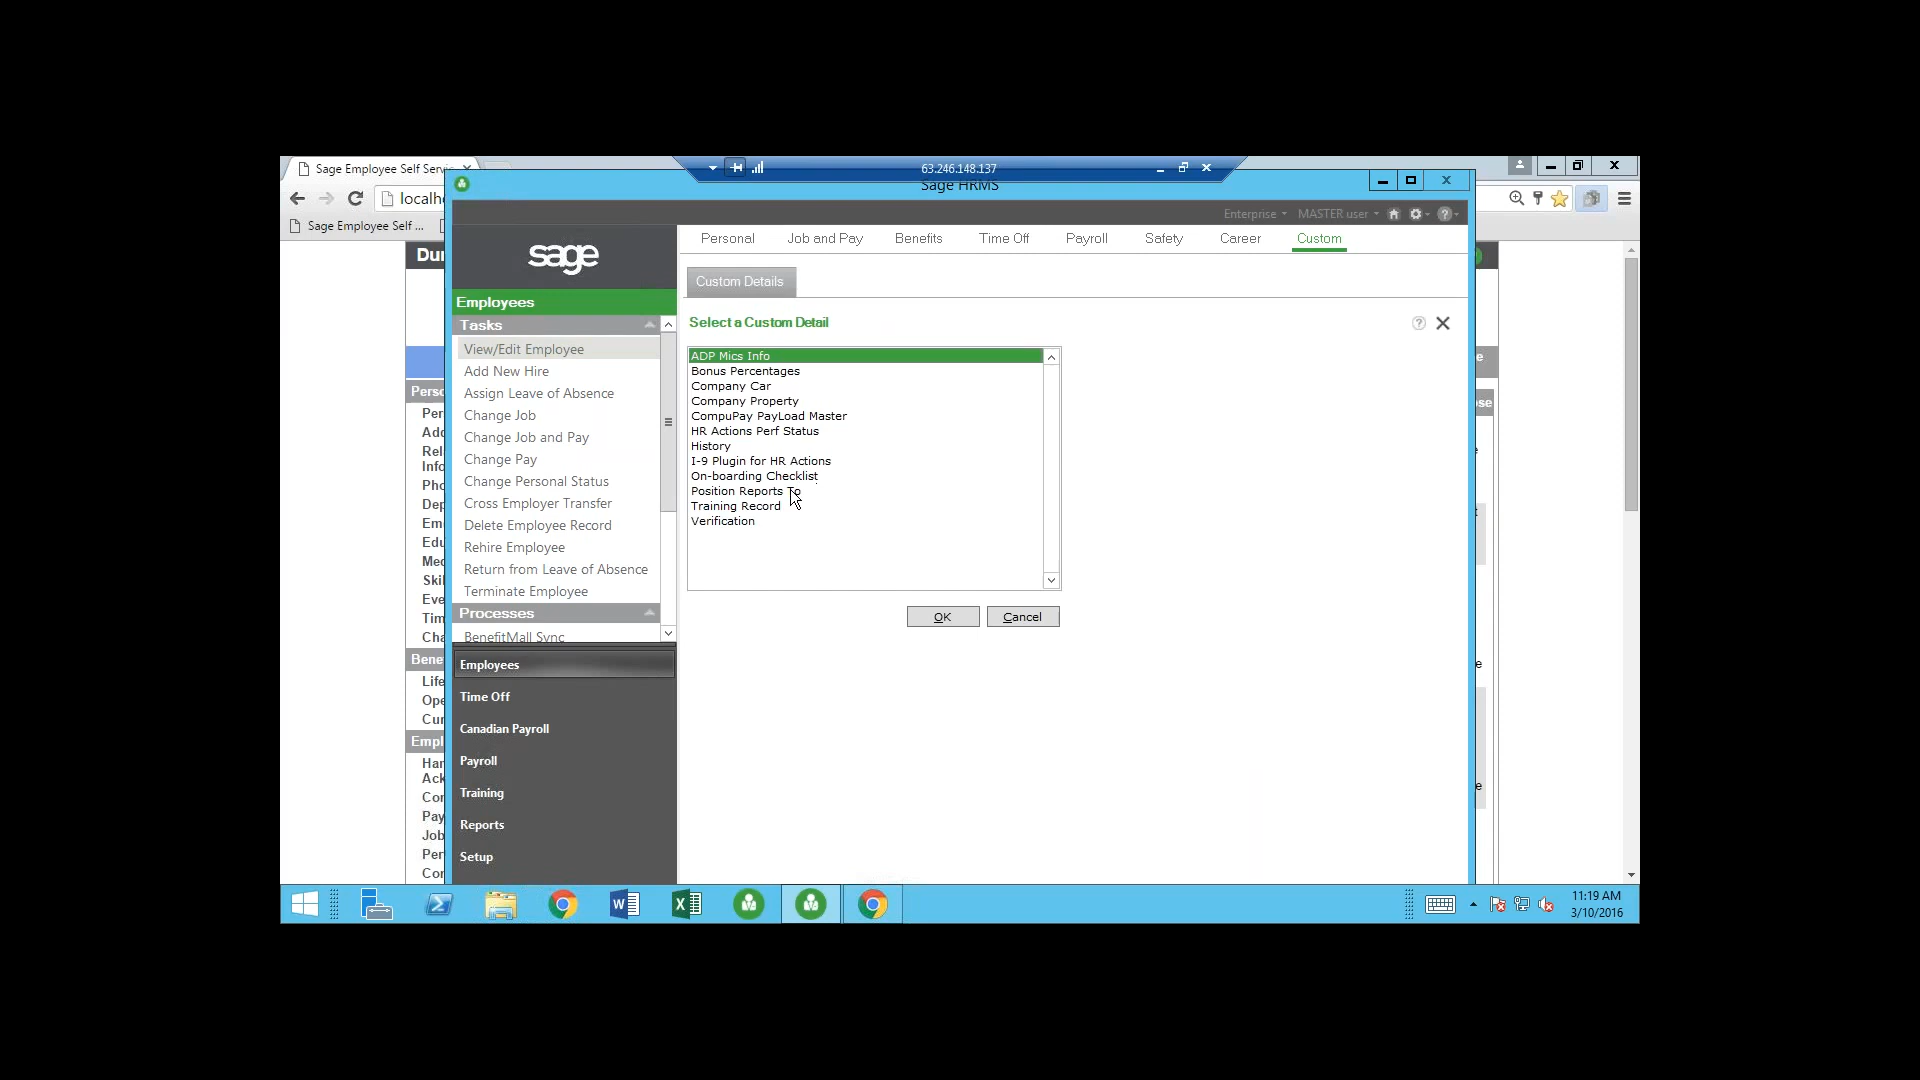 Sage Employee Self Servic
63.246.148.137
Sage HRMS
localh
Sage Employee Self ...
Enterprise
MASTER user
sage
Personal
Job and Pay
Benefits
Time Off
Payroll
Safety
Career
Custom
Custom Details
Employees
Tasks
View/Edit Employee
Add New Hire
Assign Leave of Absence
Change Job
Change Job and Pay
Change Pay
Change Personal Status
Cross Employer Transfer
Delete Employee Record
Rehire Employee
Return from Leave of Absence
Terminate Employee
Processes
BenefitMall Sync
Employees
Time Off
Canadian Payroll
Payroll
Training
Reports
Setup
Select a Custom Detail
ADP Mics Info
Bonus Percentages
Company Car
Company Property
CompuPay PayLoad Master
HR Actions Perf Status
History
I-9 Plugin for HR Actions
On-boarding Checklist
Position Reports To
Training Record
Verification
OK
Cancel
11:19 AM
3/10/2016